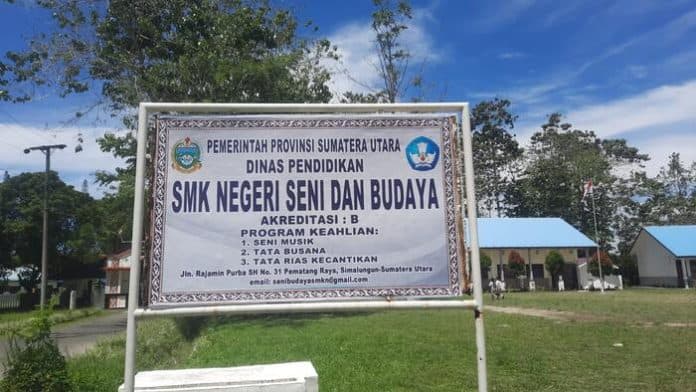 PEMERINTAH PROVINSI SUMATERA UTARA
DINAS PENDIDIKAN
SMK NEGERI SENI DAN BUDAYA
AKREDITASI : B
PROGRAM KEAHLIAN:
1. SENI MUSIK
2. TATA BUSANA
3. TATA RIAS KECANTIKAN
Jln. Rajamin Purba SH No. 31 Pematang Raya, Simalungun-Sumatera Utara
email: senibudayasmkn@gmail.com